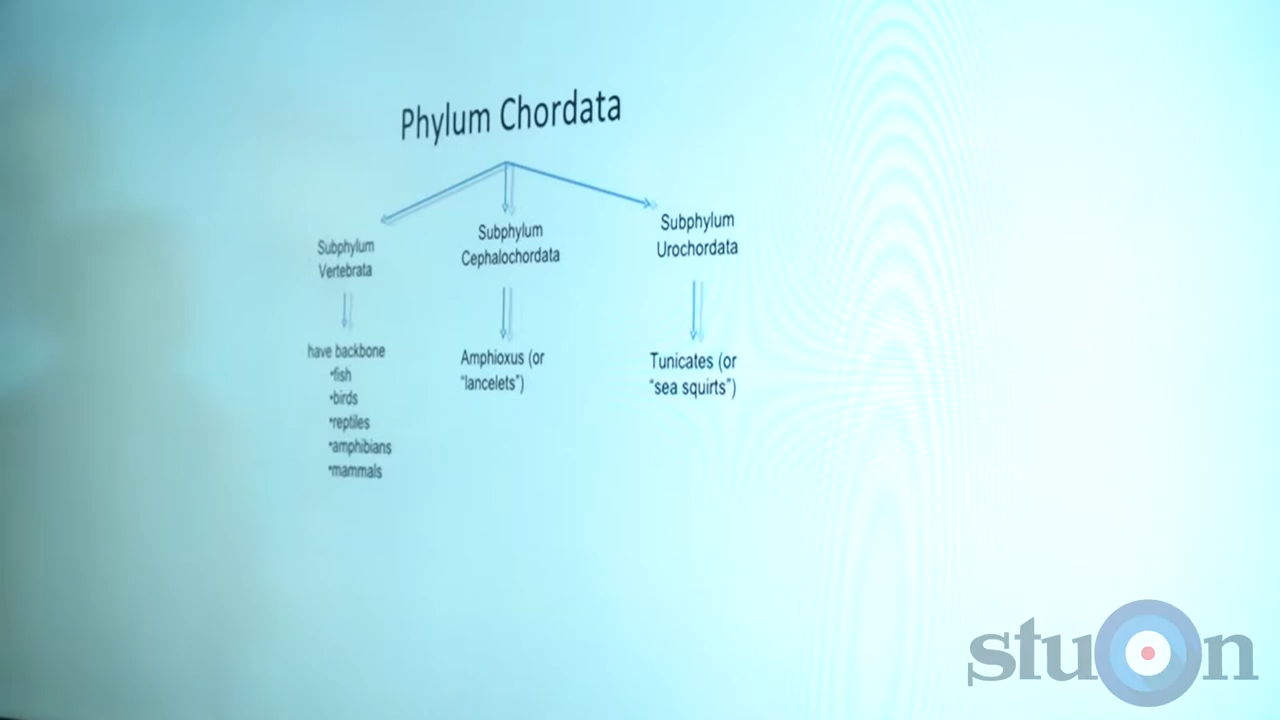 Phylum Chordata
Subphylum
Vertebrata
Subphylum
Cephalochordata
Subphylum
Urochordata
have backbone
•fish
•birds
•reptiles
•amphibians
•mammals
Amphioxus (or
“lancelets”)
Tunicates (or
“sea squirts”)
stuOn